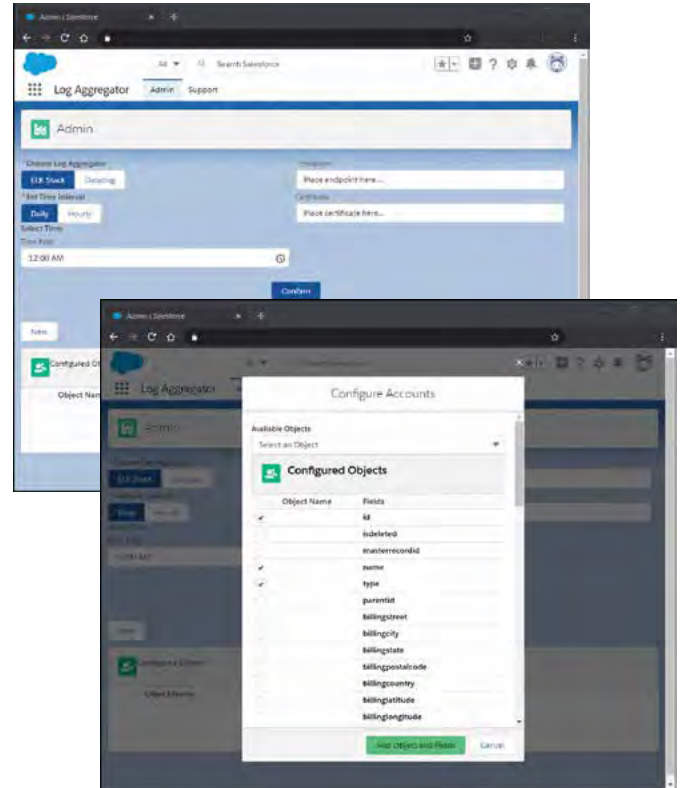 Admin | Salesforce
All
Search Salesforce
Log Aggregator Admin Support
Admin
Choose Log Aggregator
ELK Stack Datadog
Place endpoint here...
Set Time Interval
Certificate
Daily Hourly
Place certificate here...
Select Time
12:00 AM
Confirm
New
Object Nam
Admin | Salesforce
Log Aggregator
Configure Accounts
Admin
Available Objects
Select an Object
Configured Objects
Object Name Fields
id
isdeleted
masterrecordid
name
type
parentid
billingstreet
billingcity
billingstate
billingpostalcode
billingcountry
billinglatitude
billinglongitude
Add Object and Fields Cancel